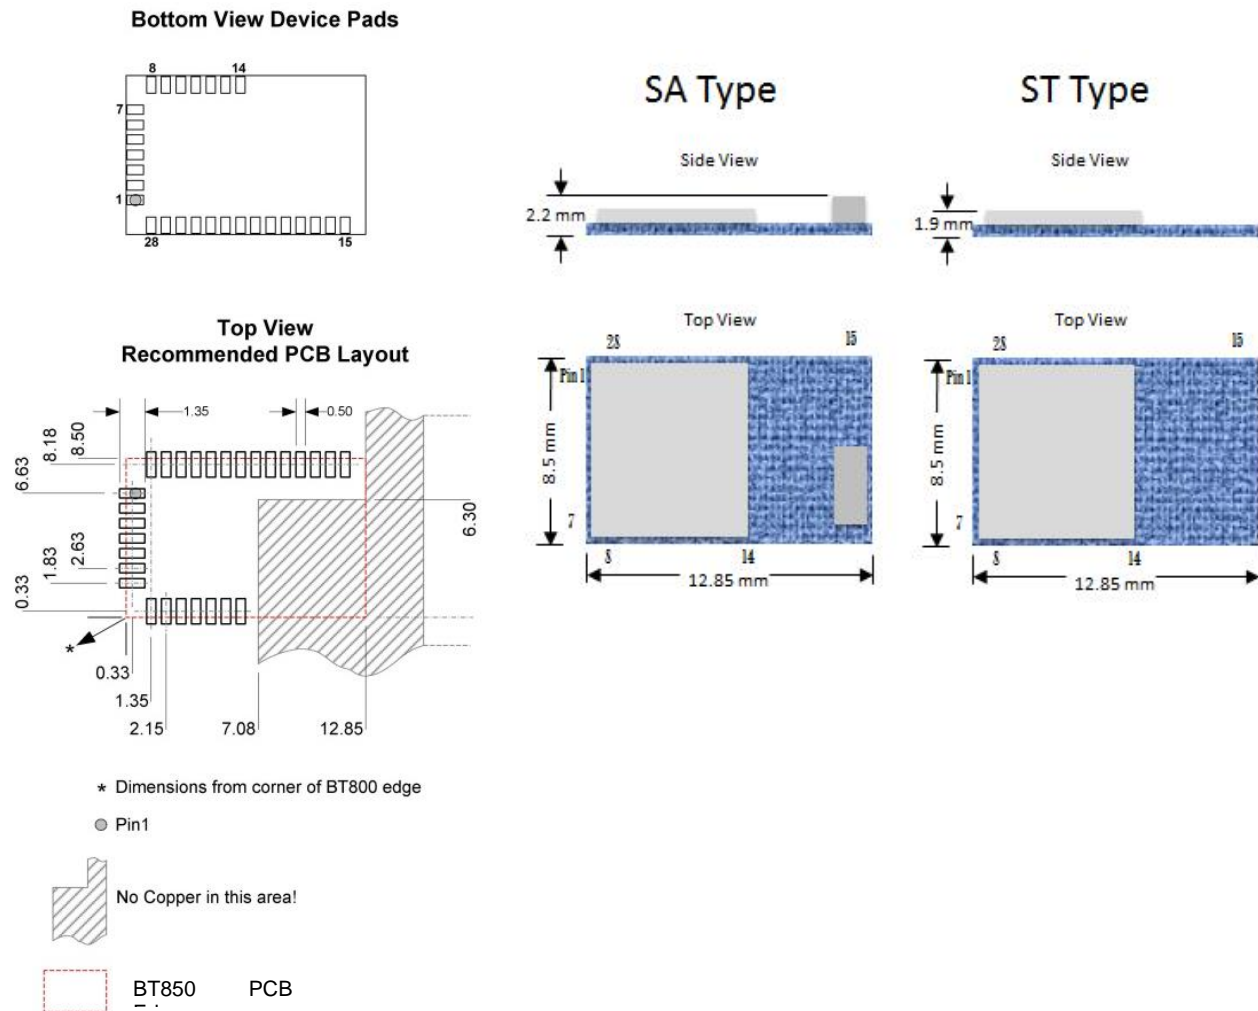 Bottom View Device Pads
8
14
7
1
28
15
Top View
Recommended PCB Layout
1.35
0.50
8.50
8.18
6.63
2.63
1.83
0.33
6.30
*
0.33
1.35
2.15
7.08
12.85
* Dimensions from corner of BT800 edge
Pin1
No Copper in this area!
BT850 PCB
SA Type
Side View
2.2 mm
Top View
28
15
Pin 1
8.5 mm
7
8
14
12.85 mm
ST Type
Side View
1.9 mm
Top View
28
15
Pin 1
8.5 mm
7
8
14
12.85 mm